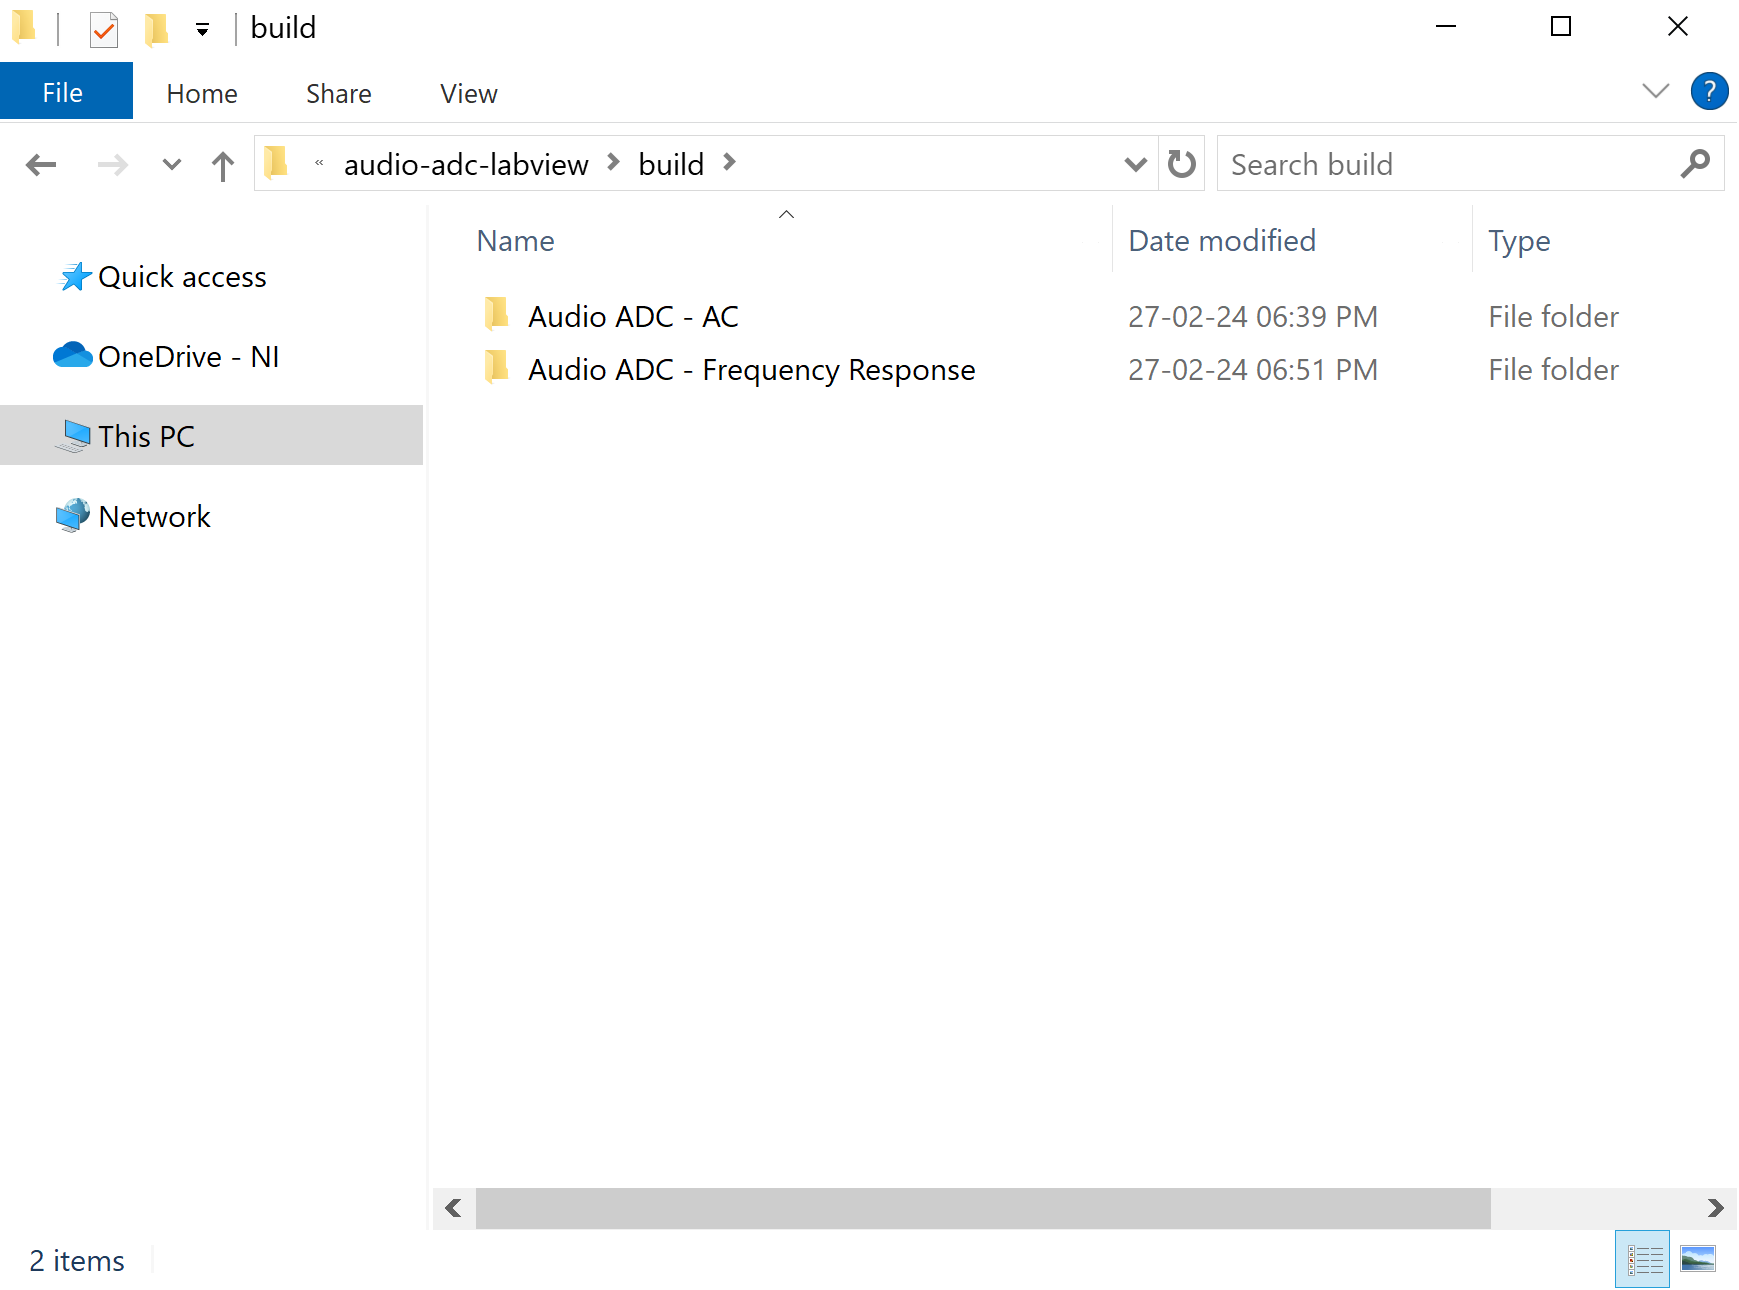 build
File Home Share View ?
« audio-adc-labview build Search build
Name Date modified Type
Quick access
OneDrive - NI
This PC
Network
Audio ADC - AC 27-02-24 06:39 PM File folder
Audio ADC - Frequency Response 27-02-24 06:51 PM File folder
2 items